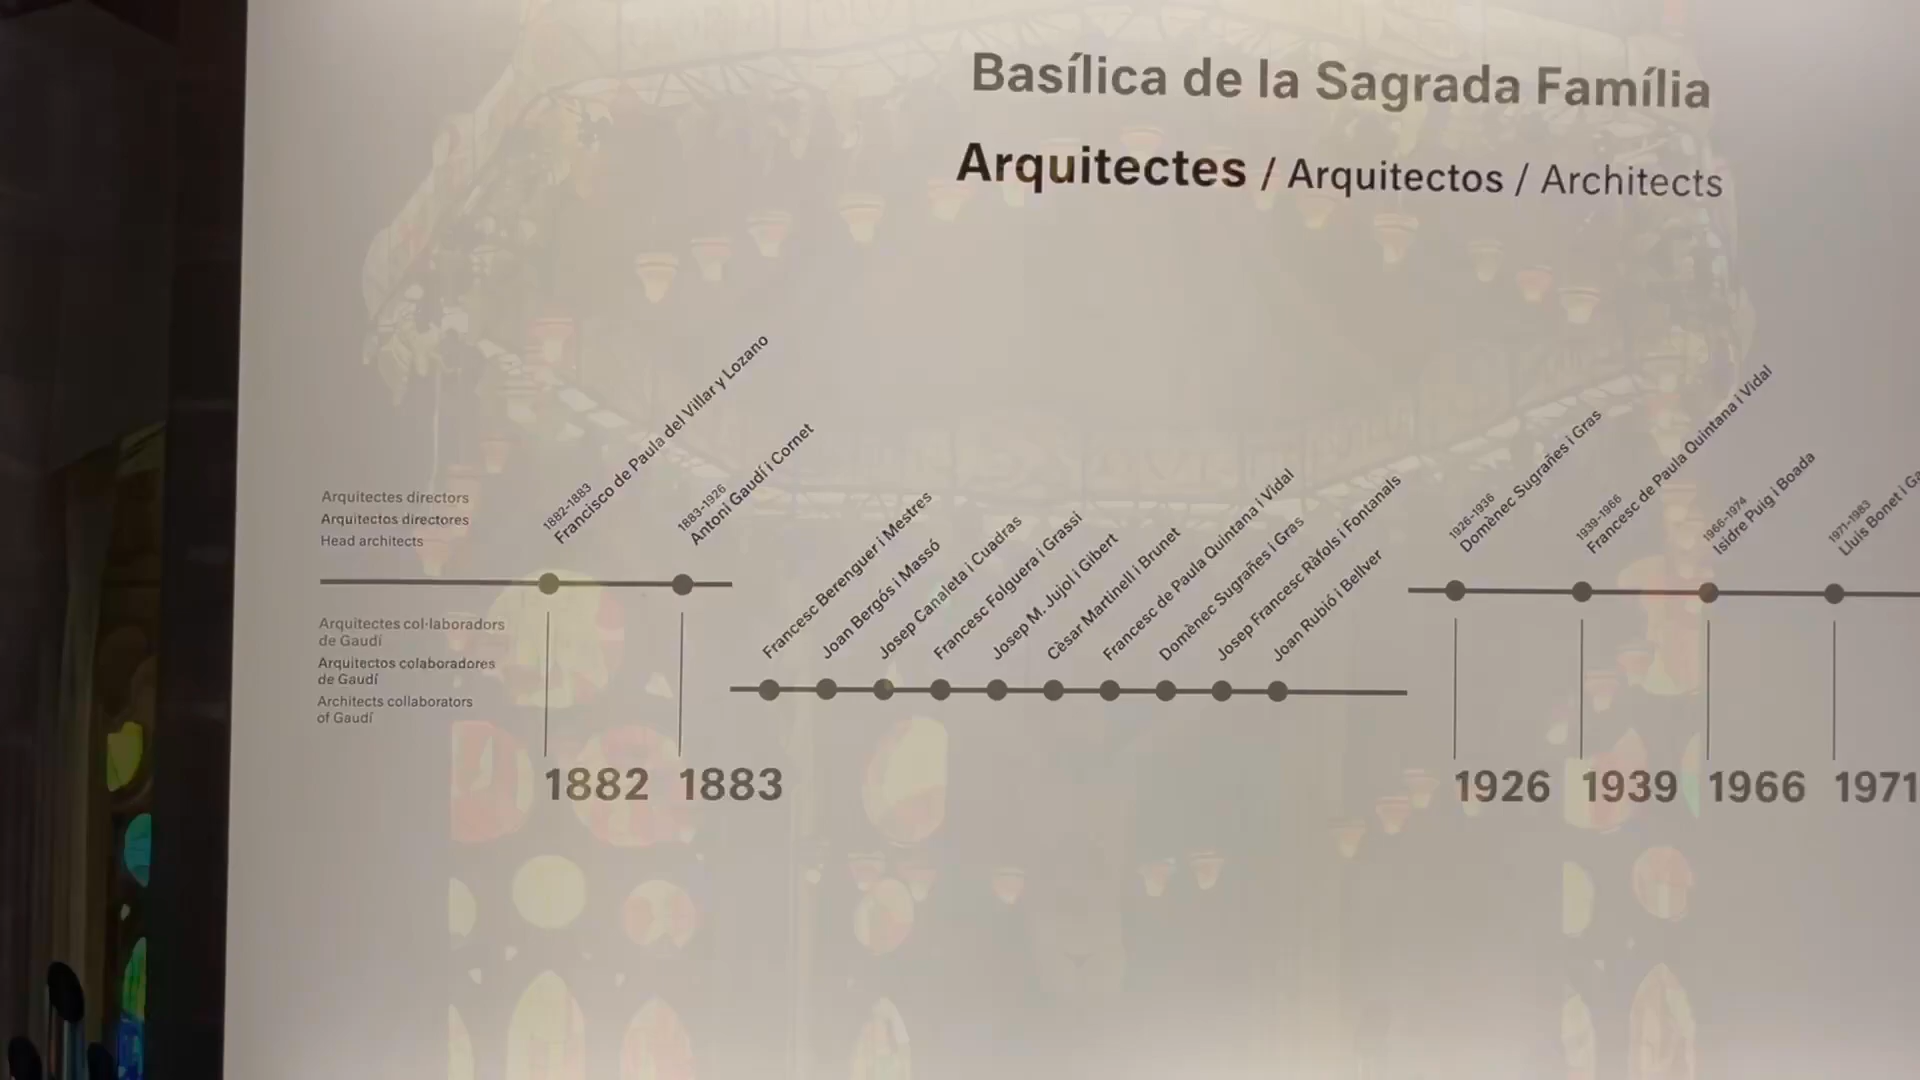 Basílica de la Sagrada Família
Arquitectes / Arquitectos / Architects
Arquitectes directors
Arquitectos directores
Head architects
1882-1883
Francisco de Paula del Villar y Lozano
1883-1926
Antoni Gaudí i Cornet
1926-1936
Domènec Sugrañes i Gras
1939-1966
Francesc de Paula Quintana i Vidal
1966-1974
Isidre Puig i Boada
1971-1983
Lluís Bonet i
Arquitectes col·laboradors
de Gaudí
Arquitectos colaboradores
de Gaudí
Architects collaborators
of Gaudí
Francesc Berenguer i Mestres
Joan Bergós i Massó
Josep Canaleta i Cuadras
Francesc Folguera i Grassi
Josep M. Jujol i Gibert
Cèsar Martinell i Brunet
Francesc de Paula Quintana i Vidal
Domènec Sugrañes i Gras
Josep Francesc Ràfols i Fontanals
Joan Rubió i Bellver
1882
1883
1926
1939
1966
1971